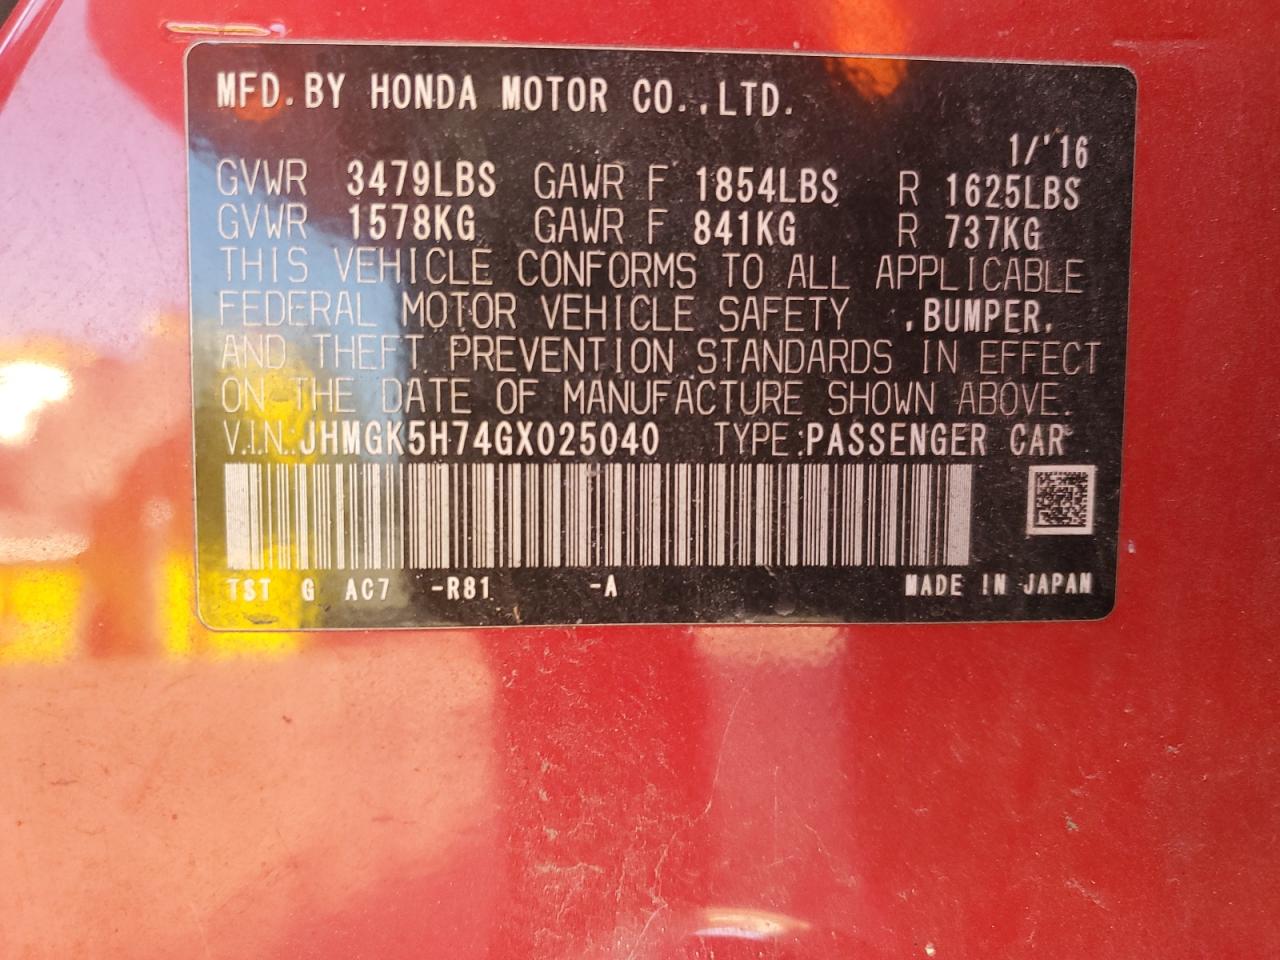 MFD. BY HONDA MOTOR CO.,LTD.
1/'16
GVWR 3479LBS GAWR F 1854LBS R 1625LBS
GVWR 1578KG GAWR F 841KG R 737KG
THIS VEHICLE CONFORMS TO ALL APPLICABLE
FEDERAL MOTOR VEHICLE SAFETY ,BUMPER,
AND THEFT PREVENTION STANDARDS IN EFFECT
ON THE DATE OF MANUFACTURE SHOWN ABOVE.
V.I.N.:JHMGK5H74GX025040 TYPE:PASSENGER CAR
TST G AC7 -R81 -A MADE IN JAPAN